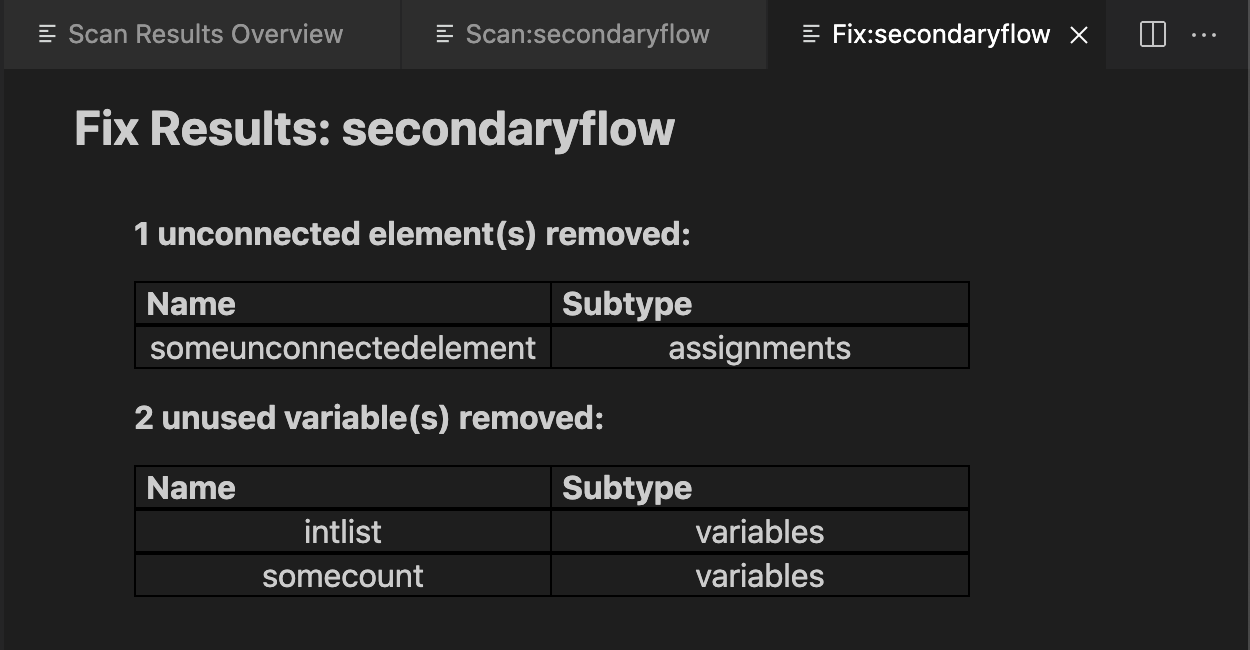 Scan Results Overview Scan:secondaryflow Fix:secondaryflow
Fix Results: secondaryflow
1 unconnected element(s) removed:
Name Subtype
someunconnectedelement assignments
2 unused variable(s) removed:
Name Subtype
intlist variables
somecount variables